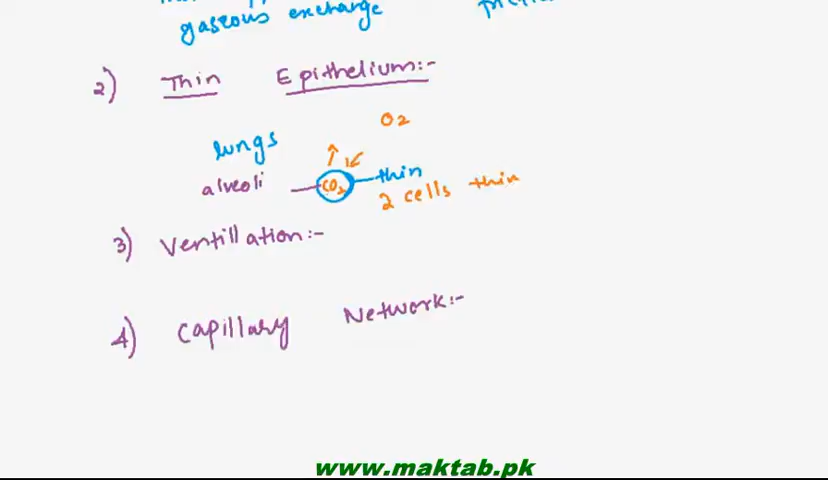 gaseous exchange
2) Thin Epithelium:-
O2
lungs
alveoli CO2 thin
2 cells thin
3) Ventillation:-
4) Capillary Network:-
www.maktab.pk